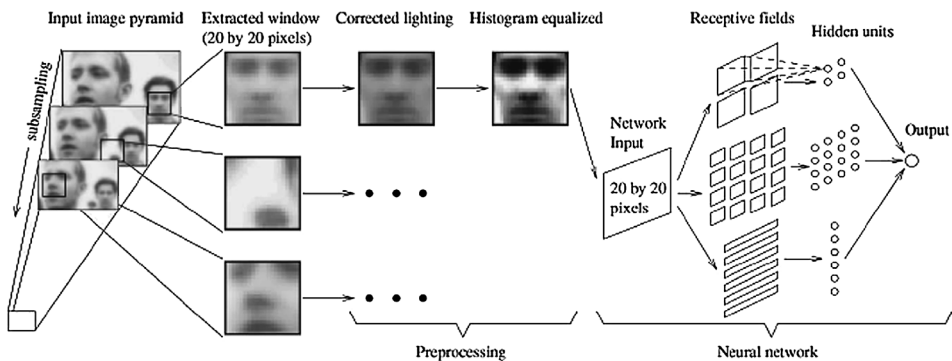 Input image pyramid
Extracted window
(20 by 20 pixels)
Corrected lighting
Histogram equalized
Receptive fields
Hidden units
subsampling
Network
Input
Output
20 by 20
pixels
Preprocessing
Neural network